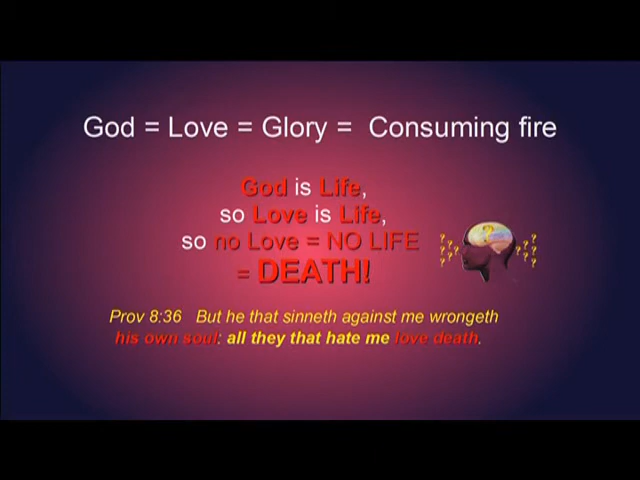 God = Love = Glory = Consuming fire
God is Life,
so Love is Life,
so no Love = NO LIFE
= DEATH!
Prov 8:36 But he that sinneth against me wrongeth
his own soul: all they that hate me love death.